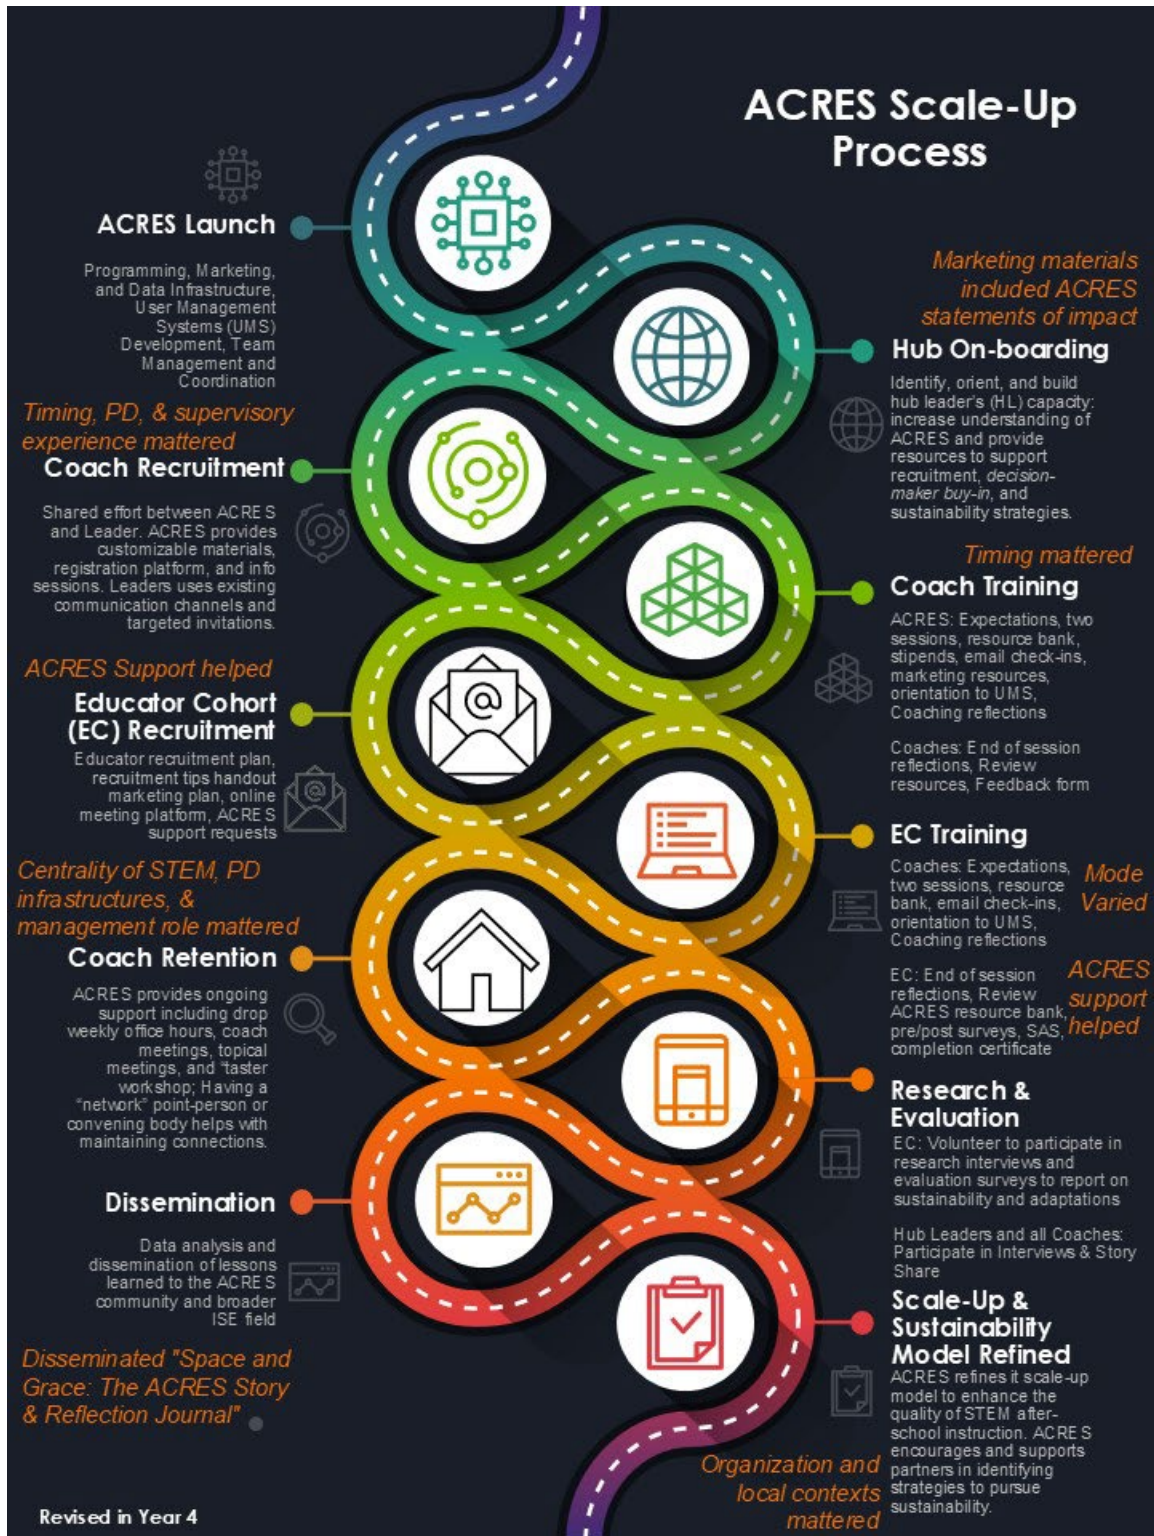 ACRES Scale-Up
Process
ACRES Launch
Programming, Marketing,
and Data Infrastructure,
User Management
Systems (UMS)
Development, Team
Management and
Coordination
Marketing materials
included ACRES
statements of impact
Hub On-boarding
Identify, orient, and build
hub leader's (HL) capacity:
increase understanding of
ACRES and provide
resources to support
recruitment, decision-
maker buy-in, and
sustainability strategies.
Timing, PD, & supervisory
experience mattered
Coach Recruitment
Shared effort between ACRES
and Leader. ACRES provides
customizable materials,
registration platform, and info
sessions. Leaders uses existing
communication channels and
targeted invitations.
Timing mattered
Coach Training
ACRES: Expectations, two
sessions, resource bank,
stipends, email check-ins,
marketing resources,
orientation to UMS,
Coaching reflections
Coaches: End of session
reflections, Review
resources, Feedback form
ACRES Support helped
Educator Cohort
(EC) Recruitment
Educator recruitment plan,
recruitment tips handout
marketing plan, online
meeting platform, ACRES
support requests
@
@
EC Training
Coaches: Expectations,
two sessions, resource
bank, email check-ins,
orientation to UMS,
Coaching reflections
Mode
Varied
EC: End of session
reflections, Review
ACRES resource bank,
pre/post surveys, SAS,
completion certificate
ACRES
support
helped
Centrality of STEM, PD
infrastructures, &
management role mattered
Coach Retention
ACRES provides ongoing
support including drop
weekly office hours, coach
meetings, topical
meetings, and "taster
workshop; Having a
"network" point-person or
convening body helps with
maintaining connections.
Research &
Evaluation
EC: Volunteer to participate in
research interviews and
evaluation surveys to report on
sustainability and adaptations
Hub Leaders and all Coaches:
Participate in Interviews & Story
Share
Dissemination
Data analysis and
dissemination of lessons
learned to the ACRES
community and broader
ISE field
Disseminated "Space and
Grace: The ACRES Story
& Reflection Journal"
Scale-Up &
Sustainability
Model Refined
ACRES refines it scale-up
model to enhance the
quality of STEM after-
school instruction. ACRES
encourages and supports
partners in identifying
strategies to pursue
sustainability.
Organization and
local contexts
mattered
Revised in Year 4